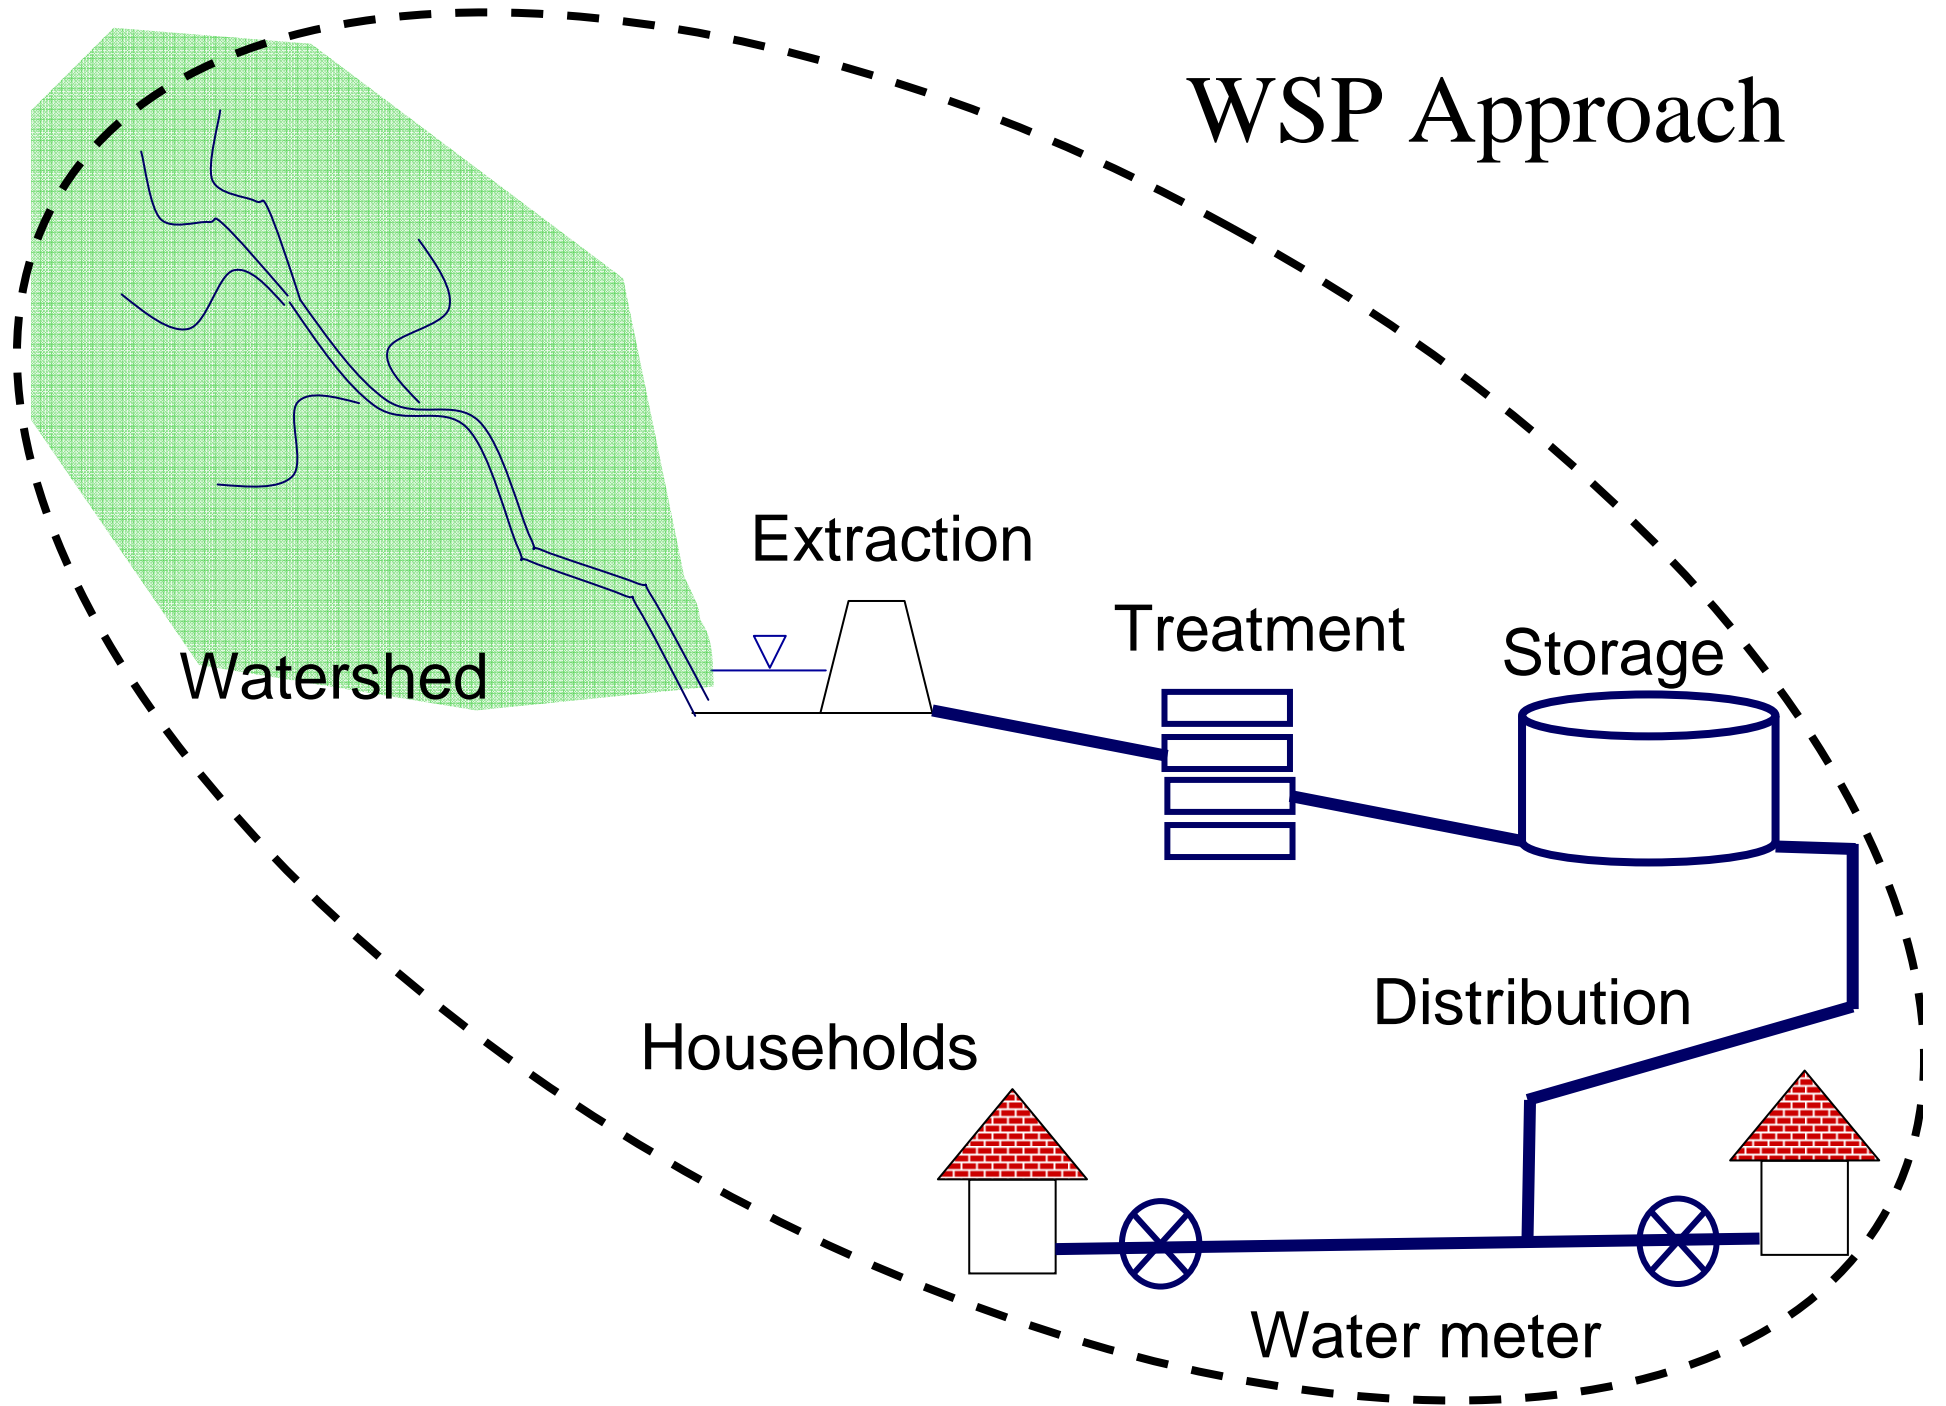 WSP Approach
Extraction
Treatment
Storage
Watershed
Distribution
Households
Water meter